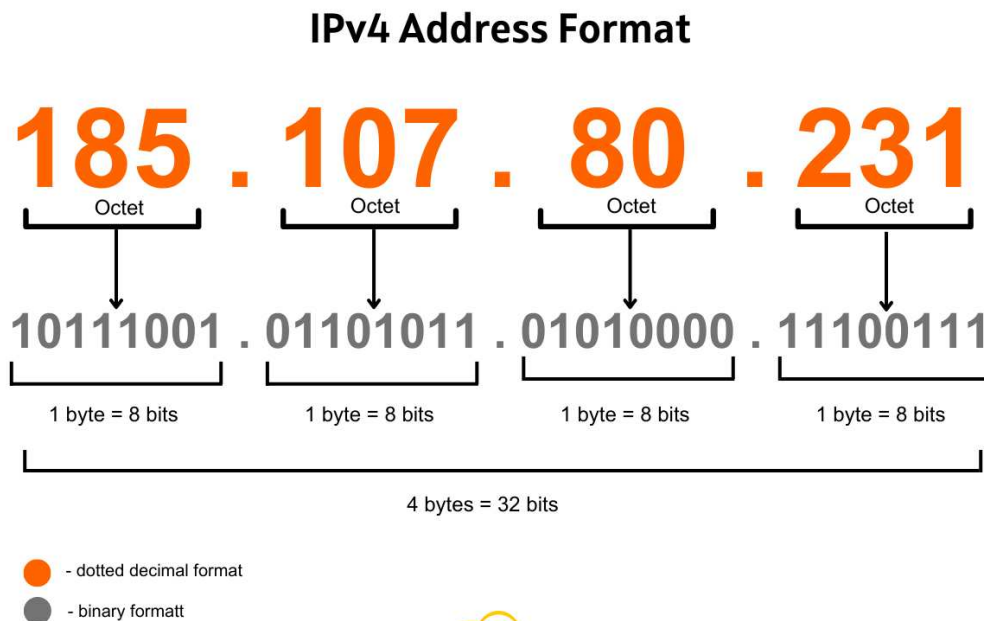 IPv4 Address Format
185 . 107 . 80 . 231
Octet Octet Octet Octet
10111001 . 01101011 . 01010000 . 11100111
1 byte = 8 bits 1 byte = 8 bits 1 byte = 8 bits 1 byte = 8 bits
4 bytes = 32 bits
- dotted decimal format
- binary formatt